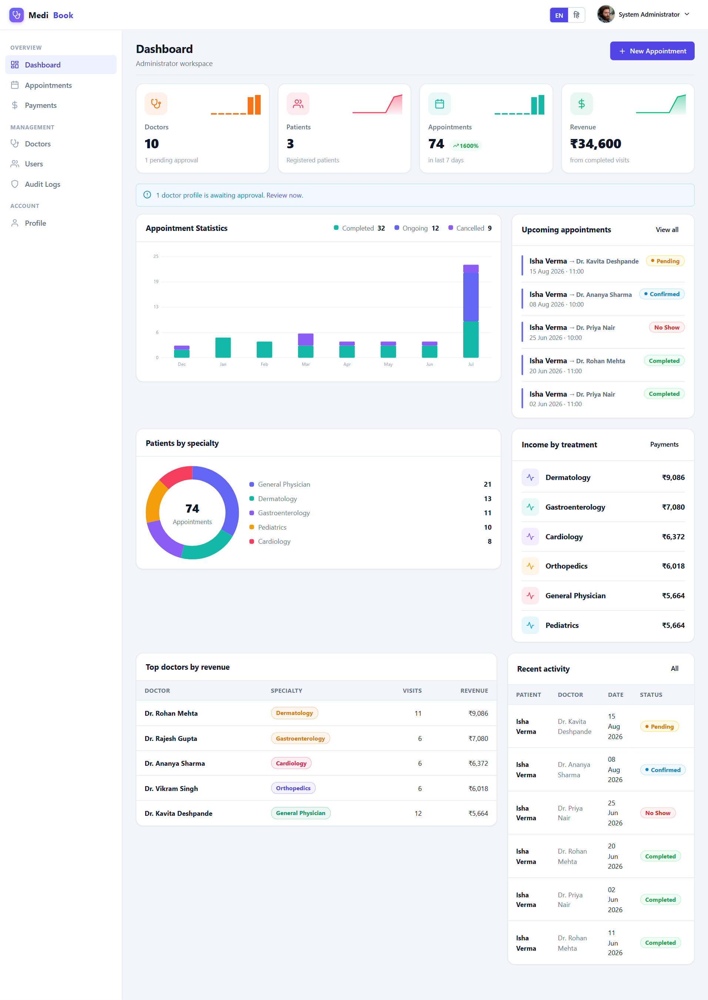 Medi Book
EN हिं
System Administrator
OVERVIEW
Dashboard
Appointments
Payments
MANAGEMENT
Doctors
Users
Audit Logs
ACCOUNT
Profile
Dashboard
Administrator workspace
+ New Appointment
Doctors
10
1 pending approval
Patients
3
Registered patients
Appointments
74 1600%
in last 7 days
Revenue
₹34,600
from completed visits
1 doctor profile is awaiting approval. Review now.
Appointment Statistics
Completed 32 Ongoing 12 Cancelled 9
25
19
13
6
0
Dec Jan Feb Mar Apr May Jun Jul
Upcoming appointments View all
Isha Verma → Dr. Kavita Deshpande Pending
15 Aug 2026 · 11:00
Isha Verma → Dr. Ananya Sharma Confirmed
08 Aug 2026 · 10:00
Isha Verma → Dr. Priya Nair No Show
25 Jun 2026 · 10:00
Isha Verma → Dr. Rohan Mehta Completed
20 Jun 2026 · 11:00
Isha Verma → Dr. Priya Nair Completed
02 Jun 2026 · 11:00
Patients by specialty
74
Appointments
General Physician 21
Dermatology 13
Gastroenterology 11
Pediatrics 10
Cardiology 8
Income by treatment Payments
Dermatology ₹9,086
Gastroenterology ₹7,080
Cardiology ₹6,372
Orthopedics ₹6,018
General Physician ₹5,664
Pediatrics ₹5,664
Top doctors by revenue
DOCTOR SPECIALTY VISITS REVENUE
Dr. Rohan Mehta Dermatology 11 ₹9,086
Dr. Rajesh Gupta Gastroenterology 6 ₹7,080
Dr. Ananya Sharma Cardiology 6 ₹6,372
Dr. Vikram Singh Orthopedics 6 ₹6,018
Dr. Kavita Deshpande General Physician 12 ₹5,664
Recent activity All
PATIENT DOCTOR DATE STATUS
Isha Verma Dr. Kavita Deshpande 15 Aug 2026 Pending
Isha Verma Dr. Ananya Sharma 08 Aug 2026 Confirmed
Isha Verma Dr. Priya Nair 25 Jun 2026 No Show
Isha Verma Dr. Rohan Mehta 20 Jun 2026 Completed
Isha Verma Dr. Priya Nair 02 Jun 2026 Completed
Isha Verma Dr. Rohan Mehta 11 Jun 2026 Completed